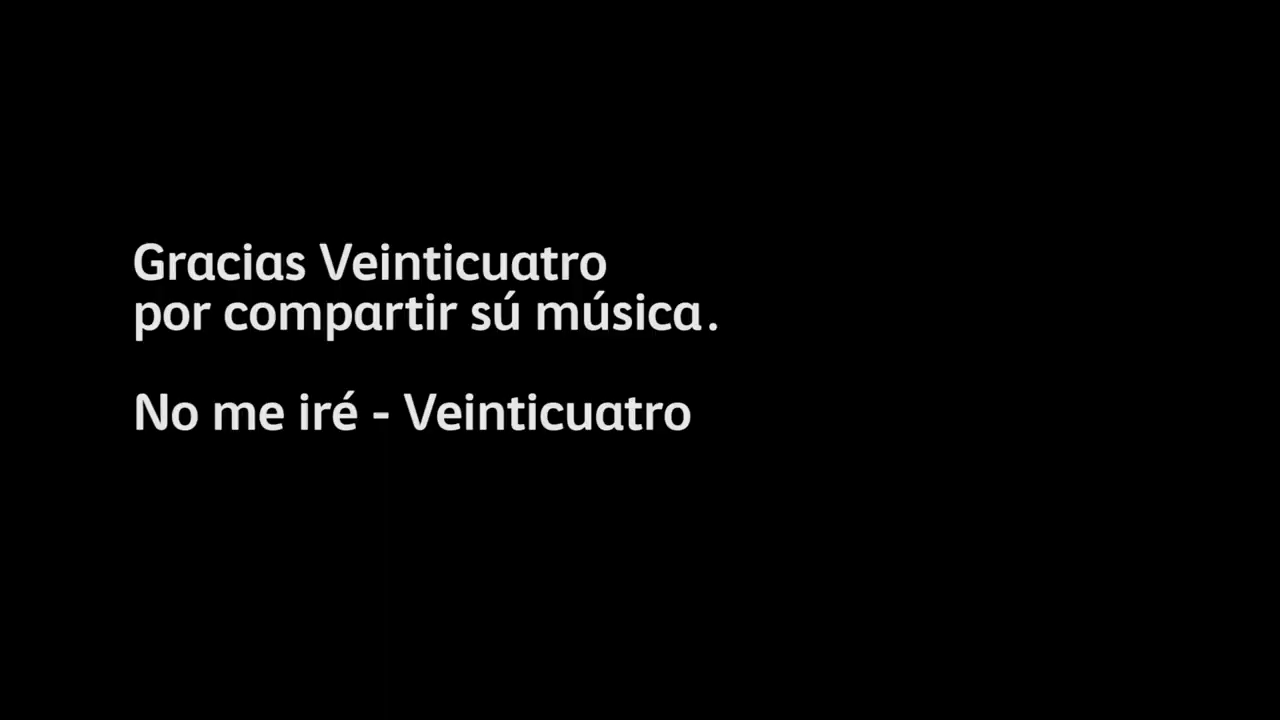 Gracias Veinticuatro
por compartir sú música.
No me iré - Veinticuatro